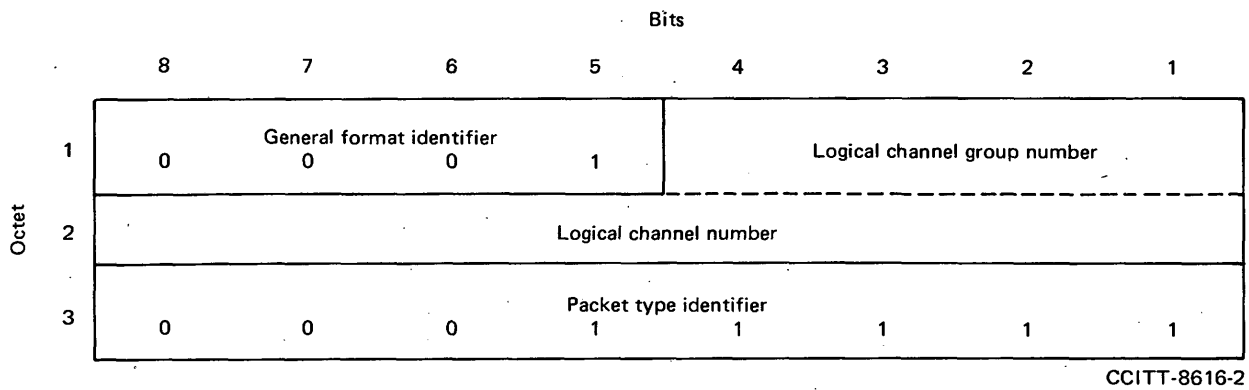 Bits
8 7 6 5 4 3 2 1
Octet
1
General format identifier
0 0 0 1
Logical channel group number
2
Logical channel number
3
Packet type identifier
0 0 0 1 1 1 1 1
CCITT-8616-2